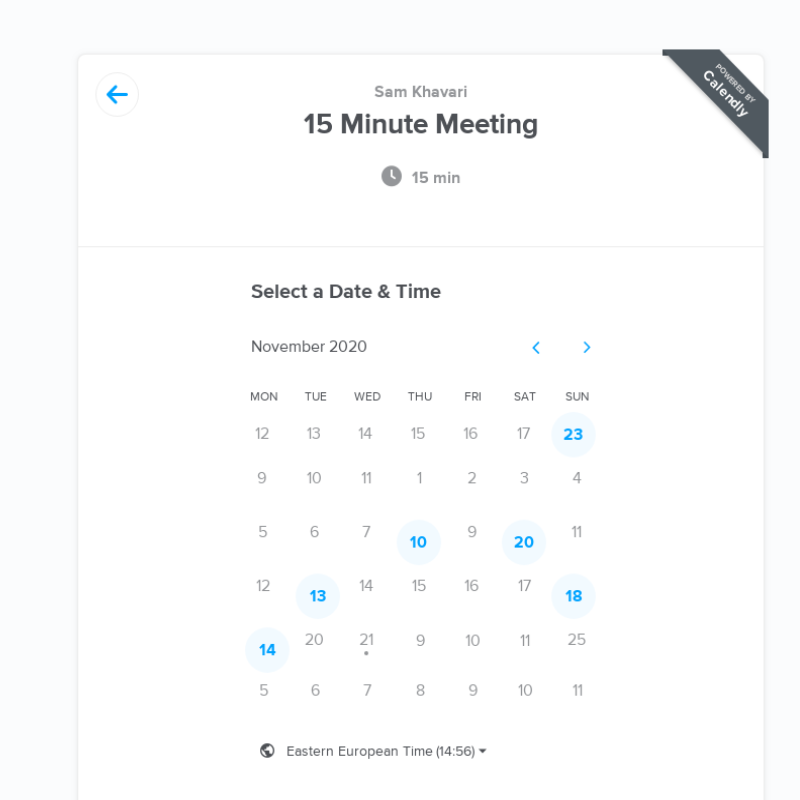 POWERED BY
Calendly
Sam Khavari
15 Minute Meeting
15 min
Select a Date & Time
November 2020
MON TUE WED THU FRI SAT SUN
12 13 14 15 16 17 23
9 10 11 1 2 3 4
5 6 7 10 9 20 11
12 13 14 15 16 17 18
14 20 21 9 10 11 25
5 6 7 8 9 10 11
Eastern European Time (14:56)